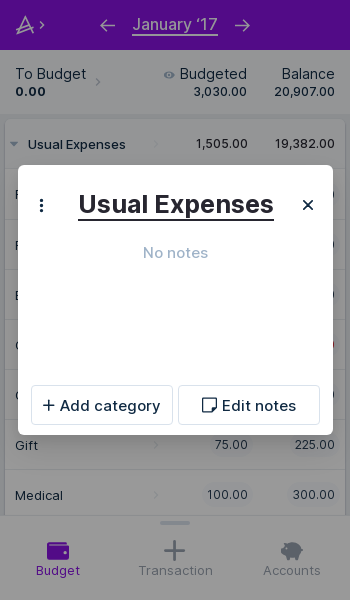 January ‘17
To Budget
0.00
Budgeted
3,030.00
Balance
20,907.00
Usual Expenses
1,505.00
19,382.00
Usual Expenses
No notes
Add category
Edit notes
Gift
75.00
225.00
Medical
100.00
300.00
Budget
Transaction
Accounts